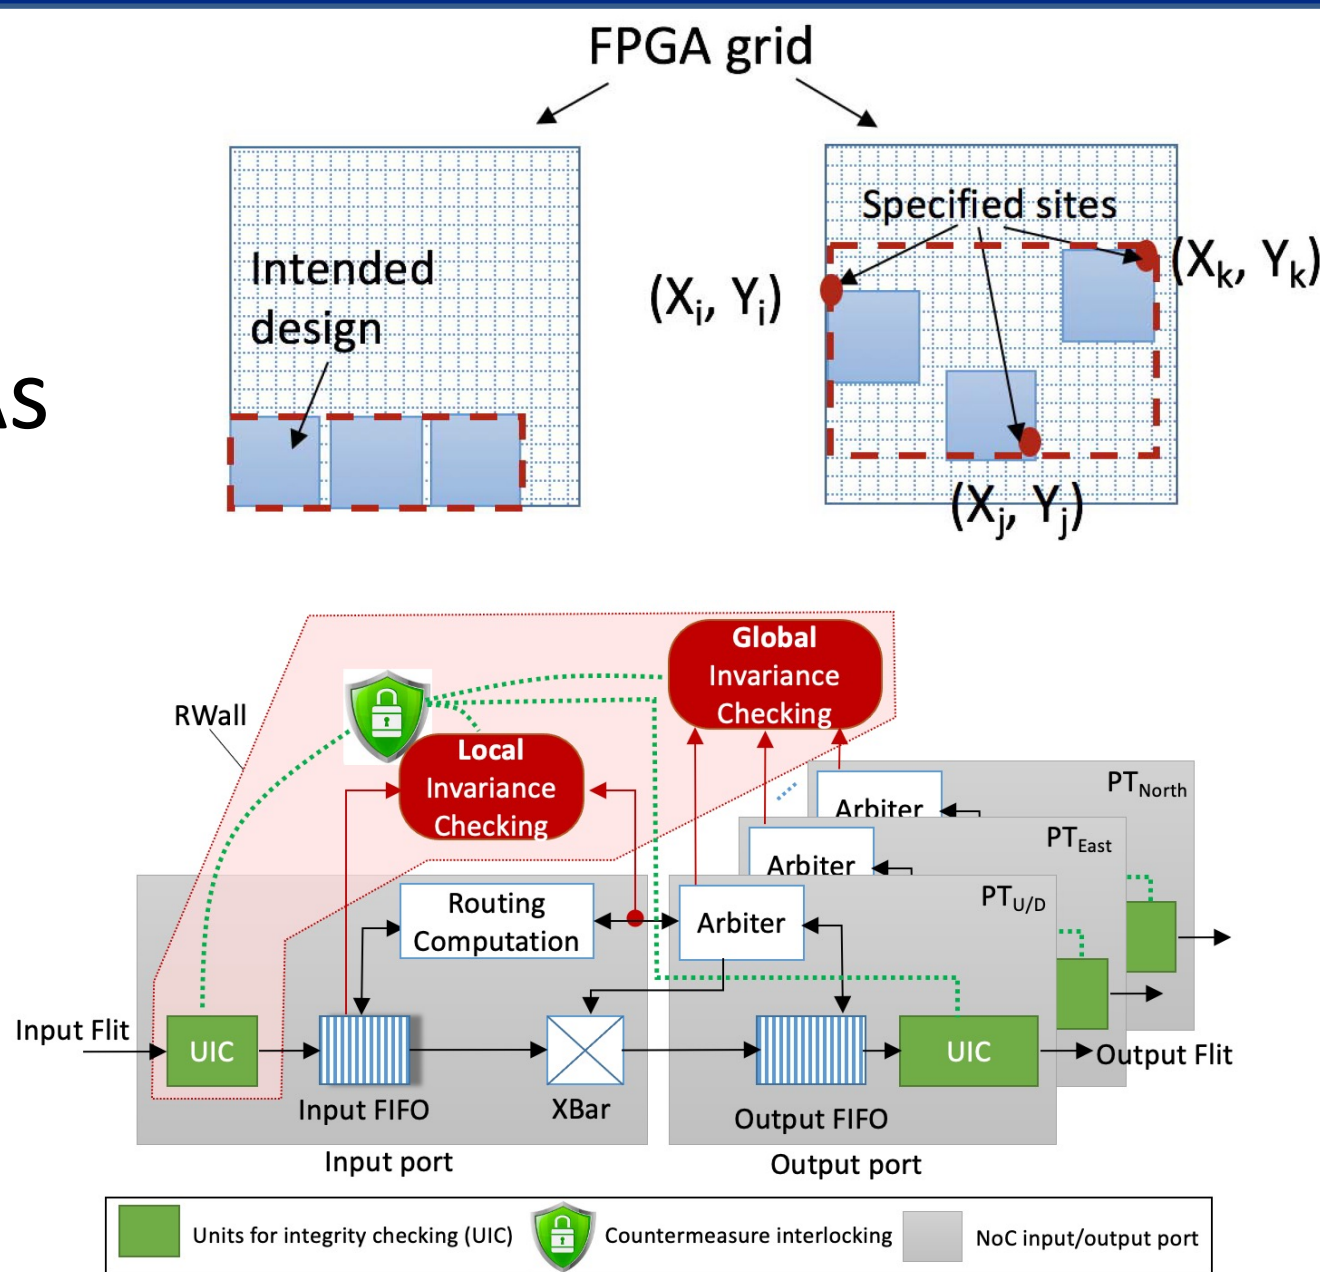 FPGA grid
Intended
design
Specified sites
(Xi, Yi)
(Xk, Yk)
(Xj, Yj)
RWall
Global
Invariance
Checking
Local
Invariance
Checking
PTNorth
Arbiter
PTEast
Arbiter
PTU/D
Arbiter
Routing
Computation
Input Flit
UIC
Input FIFO
XBar
Output FIFO
UIC
Output Flit
Input port
Output port
Units for integrity checking (UIC)
Countermeasure interlocking
NoC input/output port